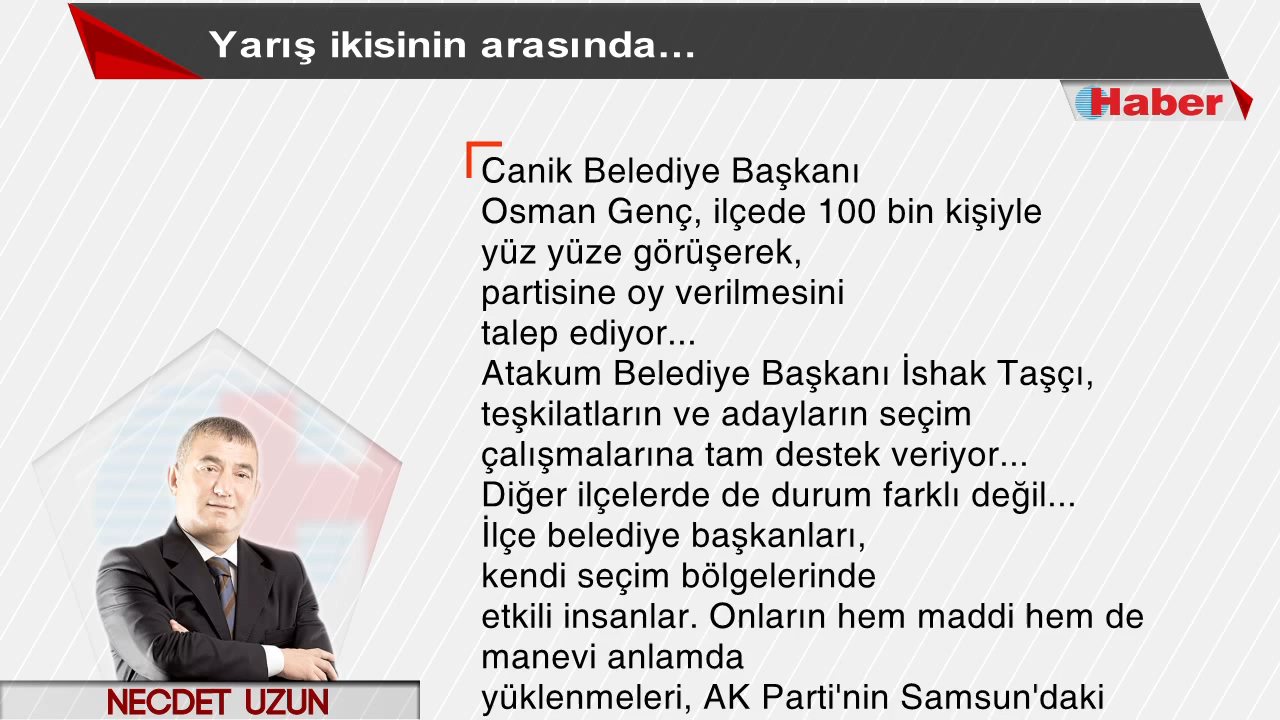 Yarış ikisinin arasında...
Haber
Canik Belediye Başkanı
Osman Genç, ilçede 100 bin kişiyle
yüz yüze görüşerek,
partisine oy verilmesini
talep ediyor...
Atakum Belediye Başkanı İshak Taşçı,
teşkilatların ve adayların seçim
çalışmalarına tam destek veriyor...
Diğer ilçelerde de durum farklı değil...
İlçe belediye başkanları,
kendi seçim bölgelerinde
etkili insanlar. Onların hem maddi hem de
manevi anlamda
yüklenmeleri, AK Parti'nin Samsun'daki
NECDET UZUN